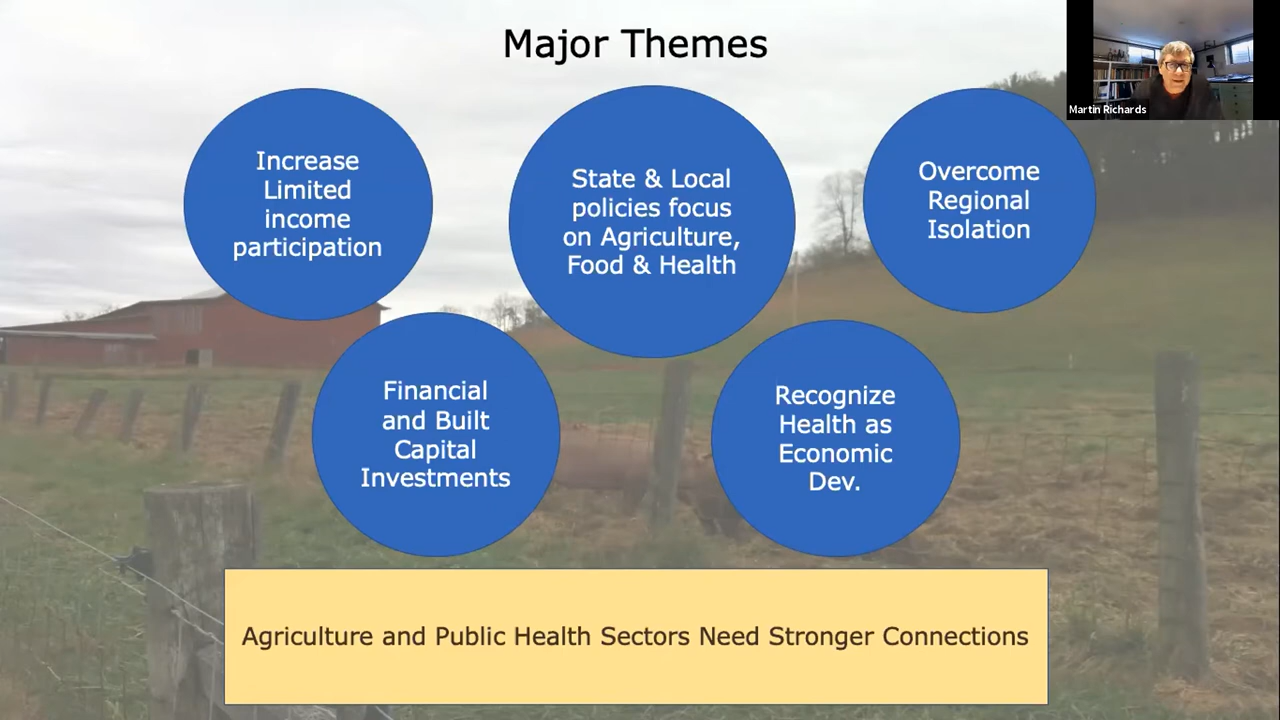 Major Themes
Martin Richards
Increase
Limited
income
participation
State & Local
policies focus
on Agriculture,
Food & Health
Overcome
Regional
Isolation
Financial
and Built
Capital
Investments
Recognize
Health as
Economic
Dev.
Agriculture and Public Health Sectors Need Stronger Connections